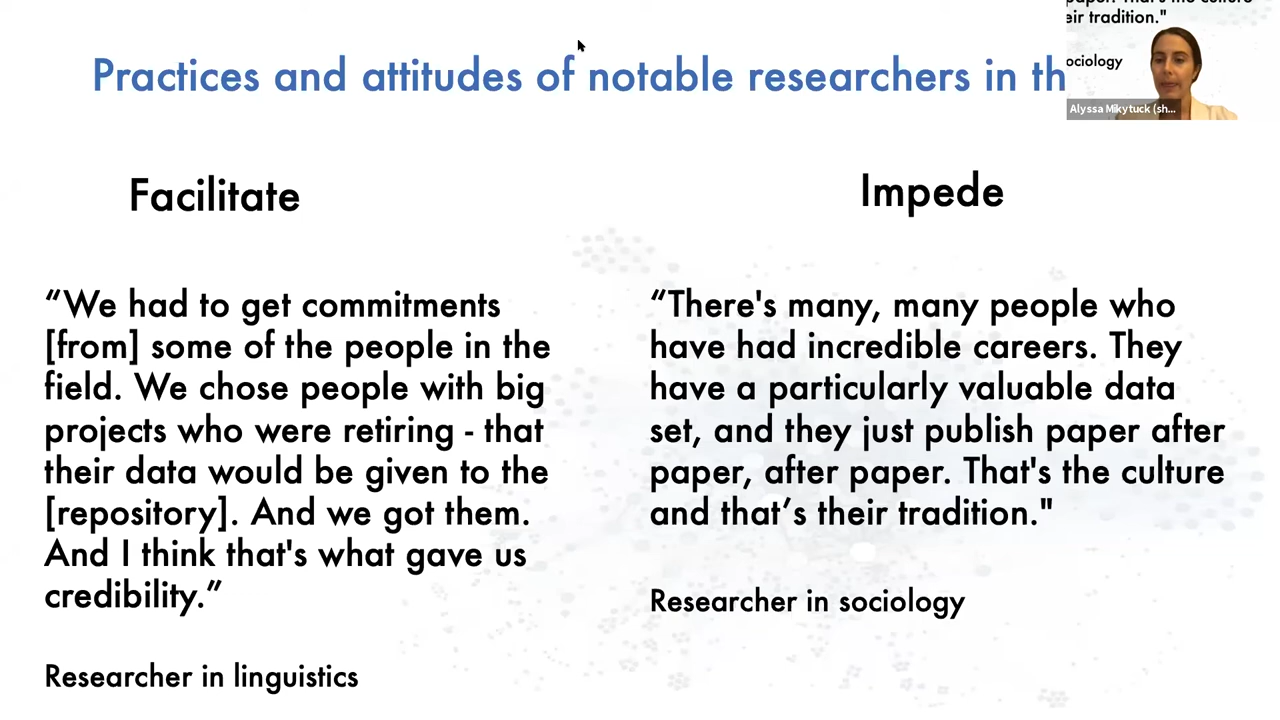 eir tradition."
ociology
Alyssa Mikytuck (sh...
Practices and attitudes of notable researchers in th
Facilitate
“We had to get commitments
[from] some of the people in the
field. We chose people with big
projects who were retiring - that
their data would be given to the
[repository]. And we got them.
And I think that's what gave us
credibility.”
Researcher in linguistics
Impede
“There's many, many people who
have had incredible careers. They
have a particularly valuable data
set, and they just publish paper after
paper, after paper. That's the culture
and that’s their tradition."
Researcher in sociology